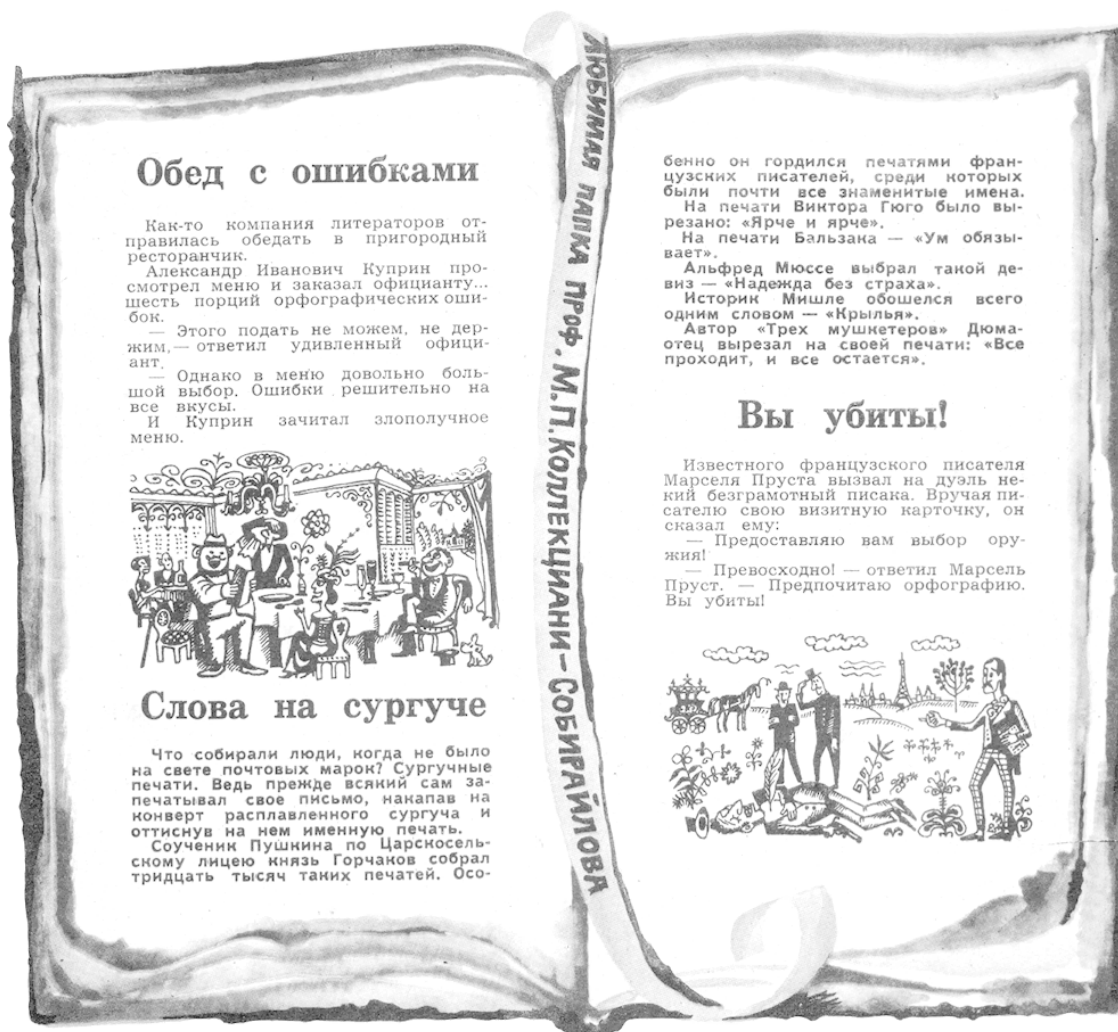 Обед с ошибками
Как-то компания литераторов от-
правилась обедать в пригородный
ресторанчик.
Александр Иванович Куприн про-
смотрел меню и заказал официанту...
шесть порций орфографических оши-
бок.
— Этого подать не можем, не дер-
жим,— ответил удивленный офици-
ант.
— Однако в меню довольно боль-
шой выбор. Ошибки решительно на
все вкусы.
И Куприн зачитал злополучное
меню.
Слова на сургуче
Что собирали люди, когда не было
на свете почтовых марок? Сургучные
печати. Ведь прежде всякий сам за-
печатывал свое письмо, накапав на
конверт расплавленного сургуча и
оттиснув на нем именную печать.
Соученик Пушкина по Царскосель-
скому лицею князь Горчаков собрал
тридцать тысяч таких печатей. Осо-
ЛЮБИМАЯ ПАПКА ПРОФ. М.П.КОЛЛЕКЦИАНИ-СОБИРАЙЛОВА
бенно он гордился печатями фран-
цузских писателей, среди которых
были почти все знаменитые имена.
На печати Виктора Гюго было вы-
резано: «Ярче и ярче».
На печати Бальзака — «Ум обязы-
вает».
Альфред Мюссе выбрал такой де-
виз — «Надежда без страха».
Историк Мишле обошелся всего
одним словом — «Крылья».
Автор «Трех мушкетеров» Дюма-
отец вырезал на своей печати: «Все
проходит, и все остается».
Вы убиты!
Известного французского писателя
Марселя Пруста вызвал на дуэль не-
кий безграмотный писака. Вручая пи-
сателю свою визитную карточку, он
сказал ему:
— Предоставляю вам выбор ору-
жия!
— Превосходно! — ответил Марсель
Пруст. — Предпочитаю орфографию.
Вы убиты!